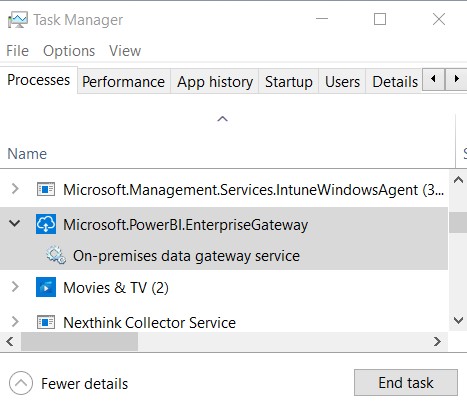 Task Manager
File Options View
Processes Performance App history Startup Users Details
Name
Microsoft.Management.Services.IntuneWindowsAgent (3...
Microsoft.PowerBI.EnterpriseGateway
On-premises data gateway service
Movies & TV (2)
Nexthink Collector Service
Fewer details End task